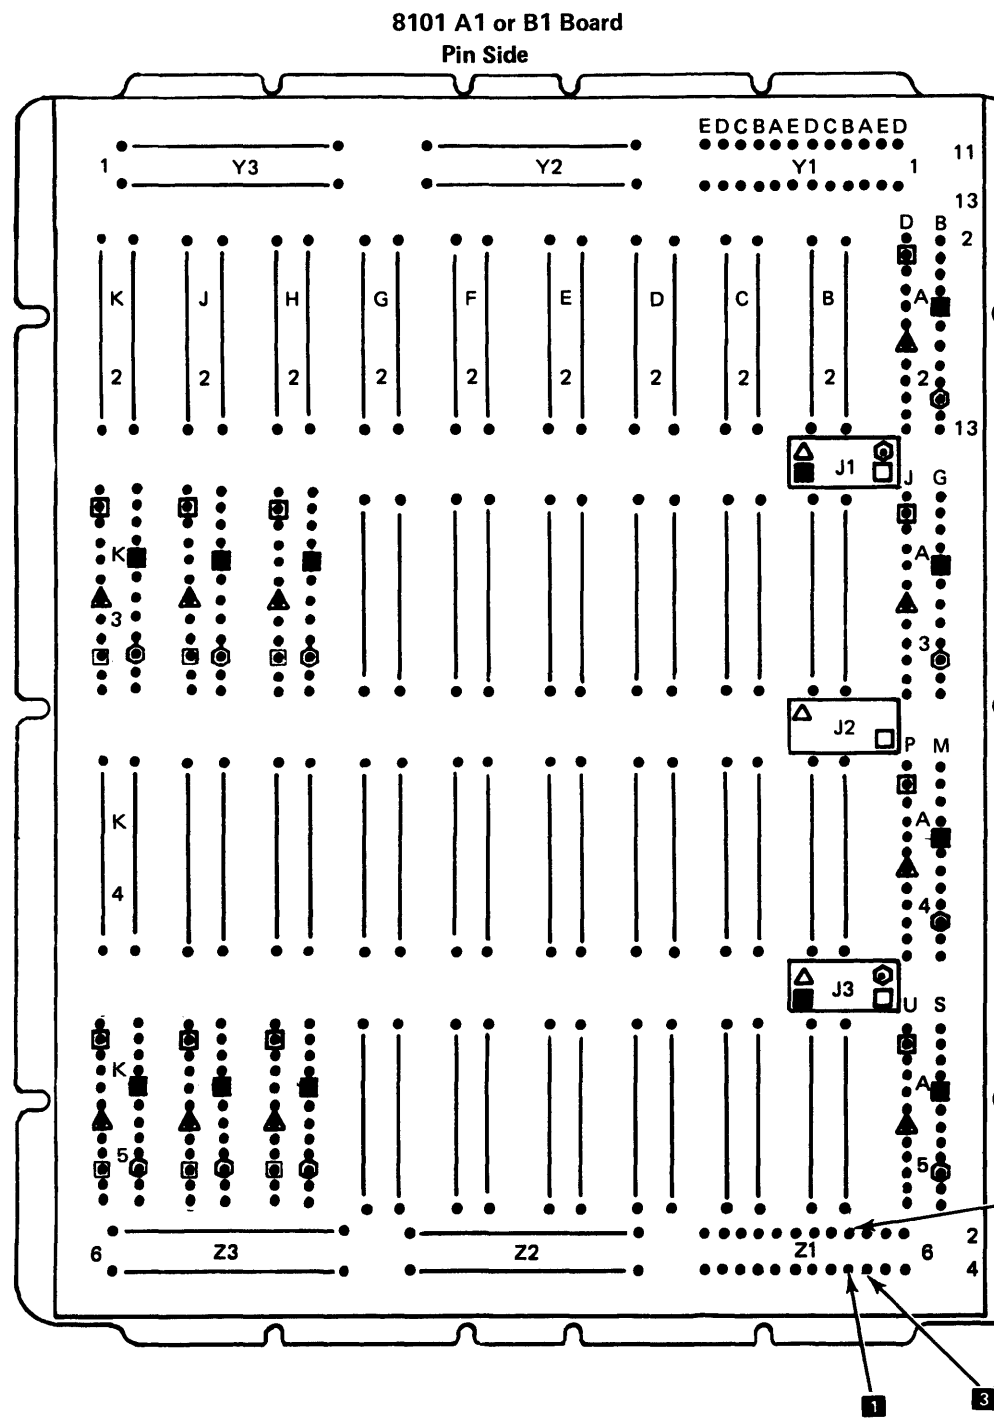 8101 A1 or B1 Board
Pin Side
E D C B A E D C B A E D
1 Y3 Y2 Y1 1 11
13
D B 2
K J H G F E D C B A
2 2 2 2 2 2 2 2 2 2
13
J1
J G
K A
3 3
J2
P M
K A
4 4
J3
U S
K A
5 5
6 Z3 Z2 Z1 6 2
4
1 3